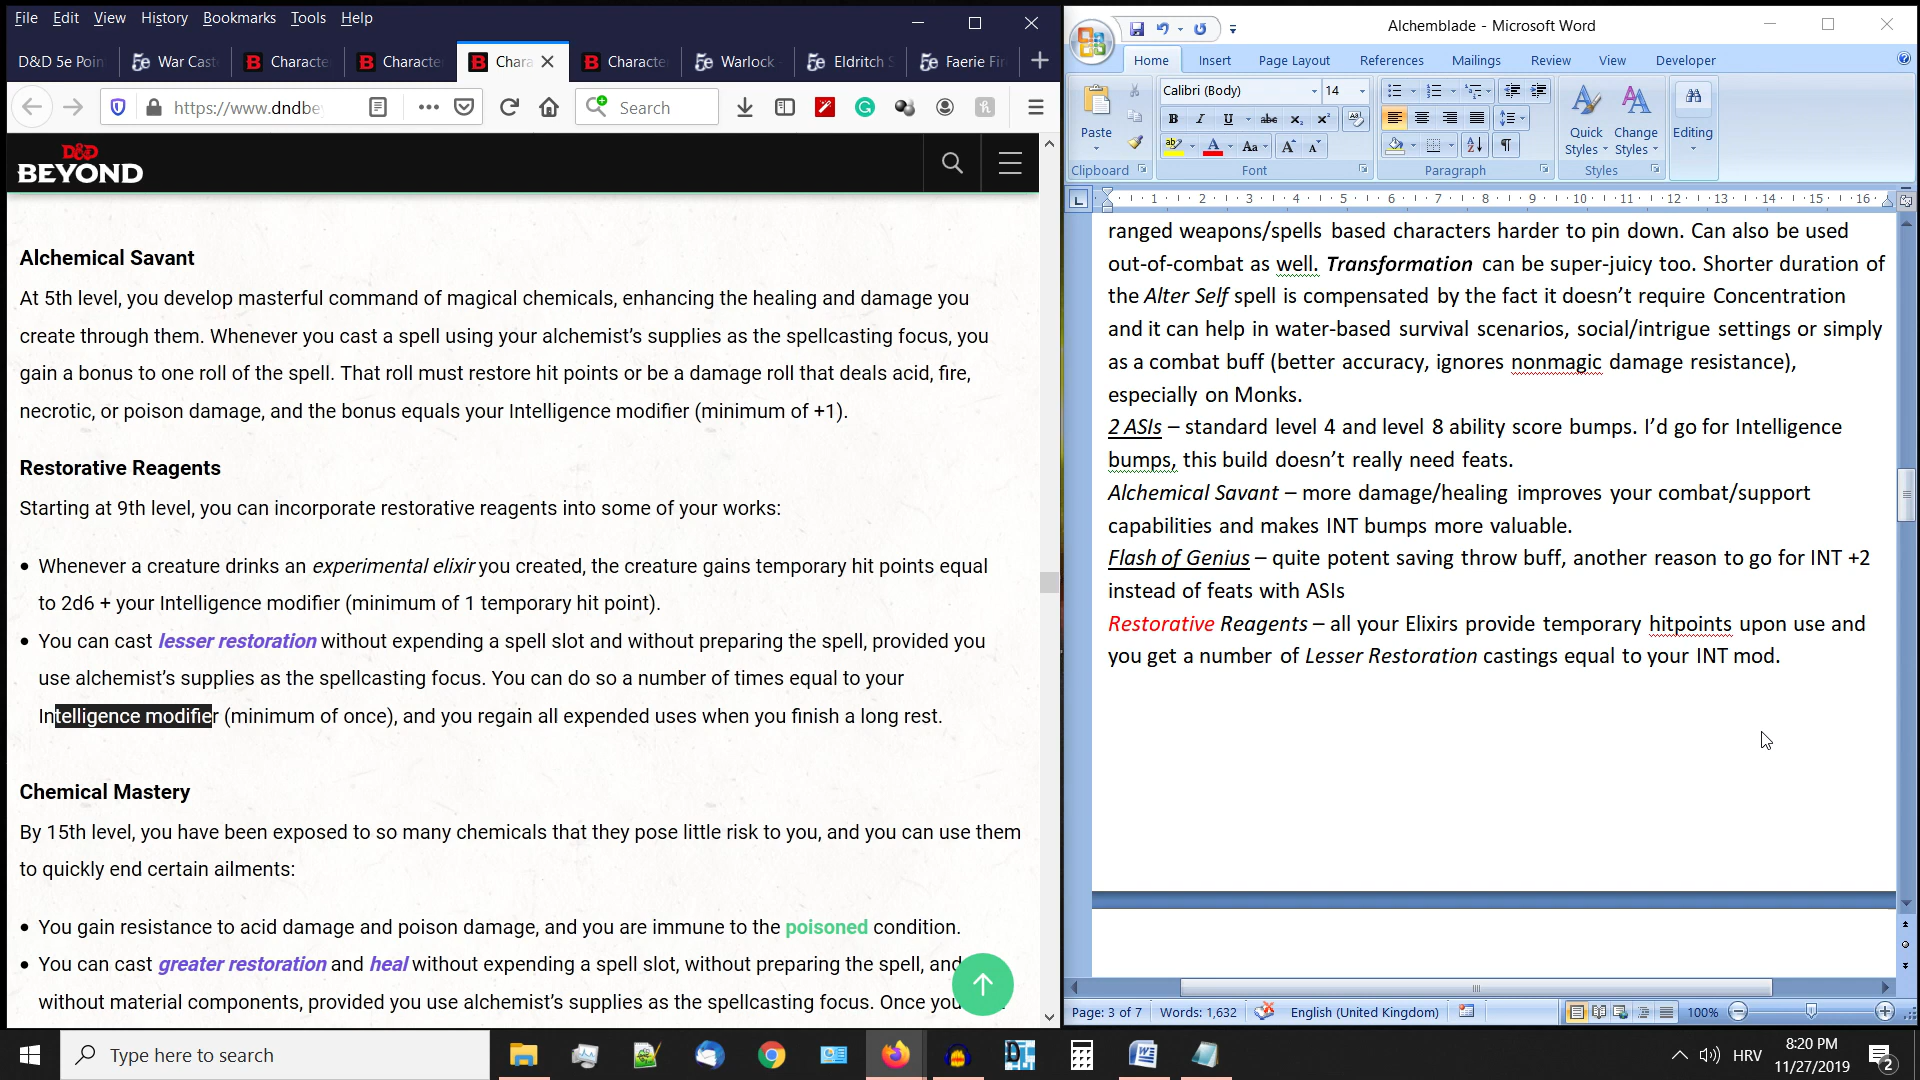 File Edit View History Bookmarks Tools Help
D&D 5e Poin War Cast Character Character Chara Character Warlock Eldritch Faerie Fir
https://www.dndbe Search
D&D
BEYOND
Alchemical Savant
At 5th level, you develop masterful command of magical chemicals, enhancing the healing and damage you
create through them. Whenever you cast a spell using your alchemist's supplies as the spellcasting focus, you
gain a bonus to one roll of the spell. That roll must restore hit points or be a damage roll that deals acid, fire,
necrotic, or poison damage, and the bonus equals your Intelligence modifier (minimum of +1).
Restorative Reagents
Starting at 9th level, you can incorporate restorative reagents into some of your works:
• Whenever a creature drinks an experimental elixir you created, the creature gains temporary hit points equal
to 2d6 + your Intelligence modifier (minimum of 1 temporary hit point).
• You can cast lesser restoration without expending a spell slot and without preparing the spell, provided you
use alchemist's supplies as the spellcasting focus. You can do so a number of times equal to your
Intelligence modifier (minimum of once), and you regain all expended uses when you finish a long rest.
Chemical Mastery
By 15th level, you have been exposed to so many chemicals that they pose little risk to you, and you can use them
to quickly end certain ailments:
• You gain resistance to acid damage and poison damage, and you are immune to the poisoned condition.
• You can cast greater restoration and heal without expending a spell slot, without preparing the spell, and
without material components, provided you use alchemist's supplies as the spellcasting focus. Once you
Alchemblade - Microsoft Word
Home Insert Page Layout References Mailings Review View Developer
Calibri (Body) 14
Paste Quick Styles Change Styles Editing
Clipboard Font Paragraph Styles
1 2 3 4 5 6 7 8 9 10 11 12 13 14 15 16
ranged weapons/spells based characters harder to pin down. Can also be used
out-of-combat as well. Transformation can be super-juicy too. Shorter duration of
the Alter Self spell is compensated by the fact it doesn't require Concentration
and it can help in water-based survival scenarios, social/intrigue settings or simply
as a combat buff (better accuracy, ignores nonmagic damage resistance),
especially on Monks.
2 ASIs – standard level 4 and level 8 ability score bumps. I'd go for Intelligence
bumps, this build doesn't really need feats.
Alchemical Savant – more damage/healing improves your combat/support
capabilities and makes INT bumps more valuable.
Flash of Genius – quite potent saving throw buff, another reason to go for INT +2
instead of feats with ASIs
Restorative Reagents – all your Elixirs provide temporary hitpoints upon use and
you get a number of Lesser Restoration castings equal to your INT mod.
Page: 3 of 7 Words: 1,632 English (United Kingdom) 100%
Type here to search
HRV
8:20 PM
11/27/2019
2